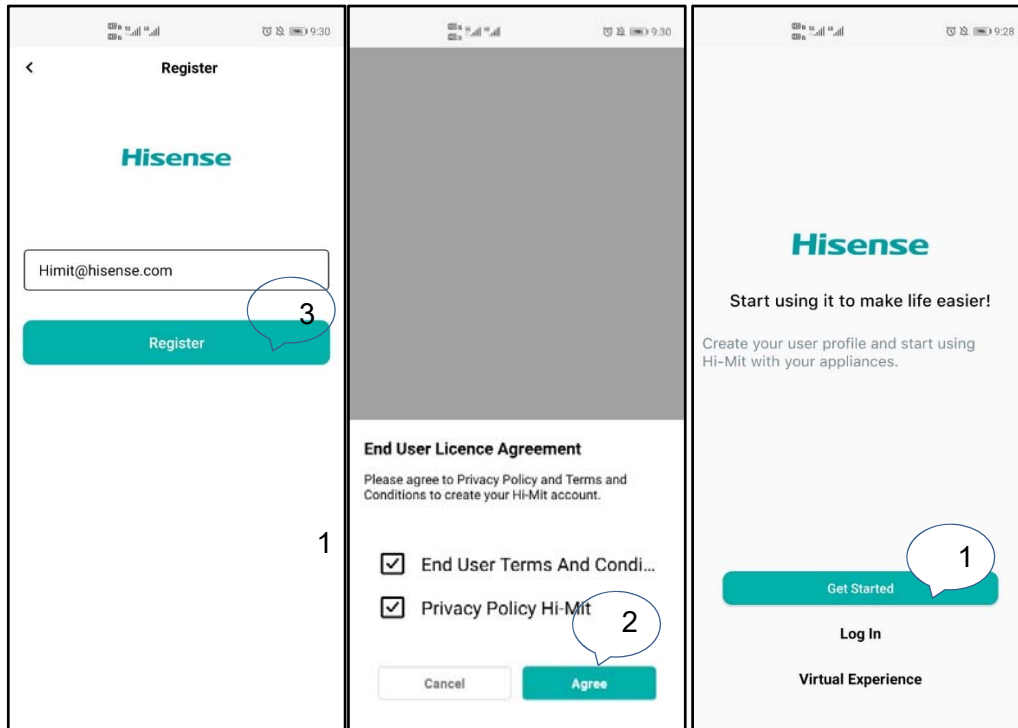 9:30
Register
Hisense
Himit@hisense.com
3
Register
1
9:30
End User Licence Agreement
Please agree to Privacy Policy and Terms and
Conditions to create your Hi-Mit account.
End User Terms And Condi...
Privacy Policy Hi-Mit
2
Cancel
Agree
9:28
Hisense
Start using it to make life easier!
Create your user profile and start using
Hi-Mit with your appliances.
1
Get Started
Log In
Virtual Experience